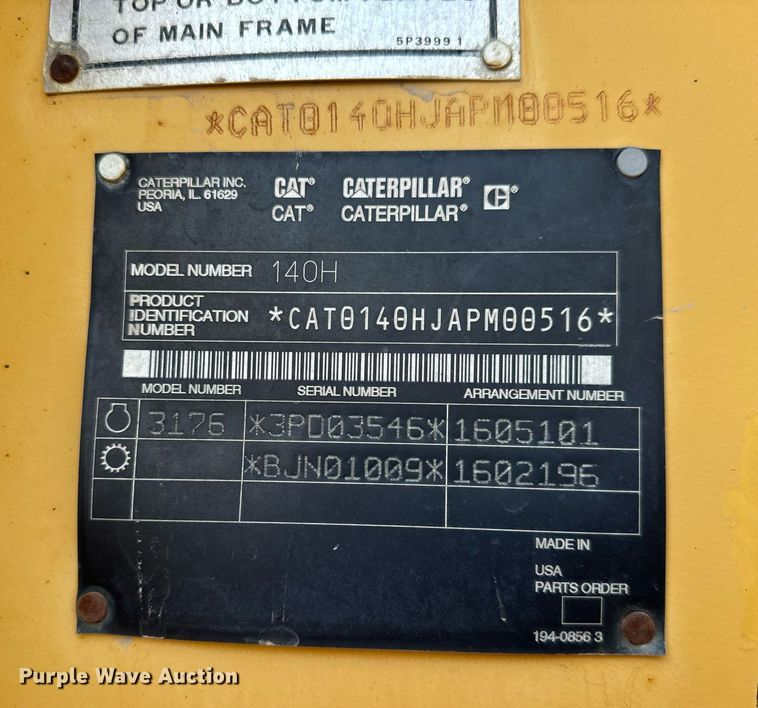 TOP OR BOTTOM
OF MAIN FRAME
5P3999 1
*CAT0140HJAPM00516*
CATERPILLAR INC.
PEORIA, IL. 61629
USA
CAT® CATERPILLAR® C®
CAT® CATERPILLAR®
MODEL NUMBER 140H
PRODUCT
IDENTIFICATION
NUMBER *CAT0140HJAPM00516*
MODEL NUMBER SERIAL NUMBER ARRANGEMENT NUMBER
3176 *3PD03546* 1605101
*BJN01009* 1602196
MADE IN
USA
PARTS ORDER
194-0856 3
Purple Wave Auction